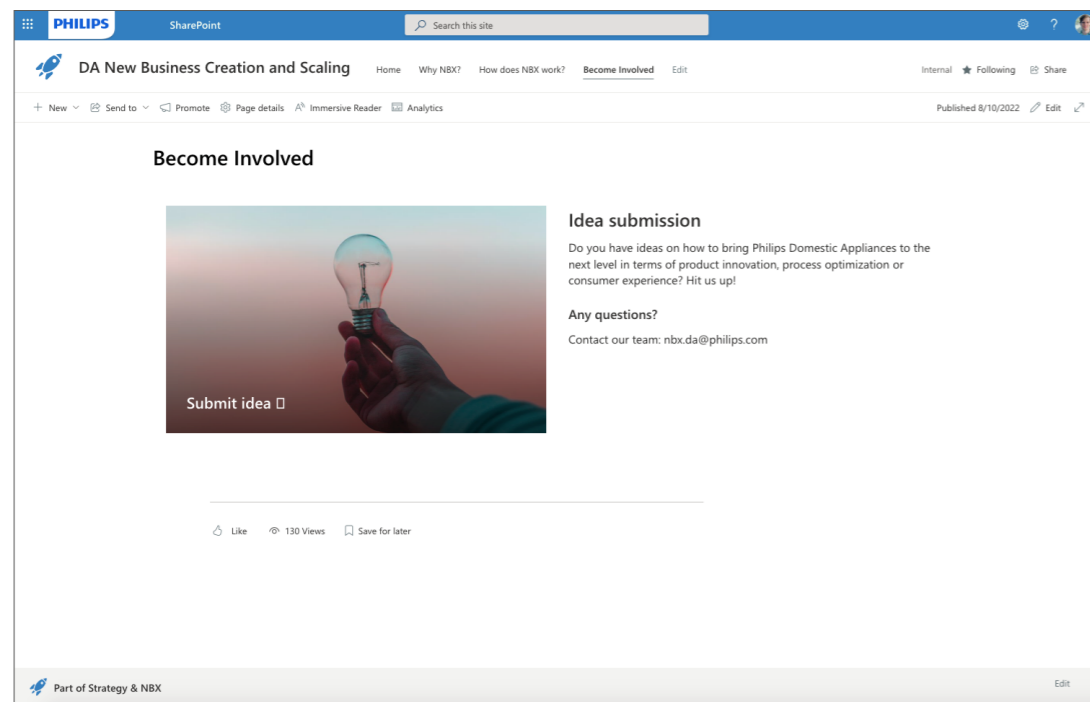 PHILIPS SharePoint Search this site ?
DA New Business Creation and Scaling Home Why NBX? How does NBX work? Become Involved Edit Internal Following Share
New Send to Promote Page details Immersive Reader Analytics Published 8/10/2022 Edit
Become Involved
Submit idea
Idea submission
Do you have ideas on how to bring Philips Domestic Appliances to the
next level in terms of product innovation, process optimization or
consumer experience? Hit us up!
Any questions?
Contact our team: nbx.da@philips.com
Like 130 Views Save for later
Part of Strategy & NBX Edit